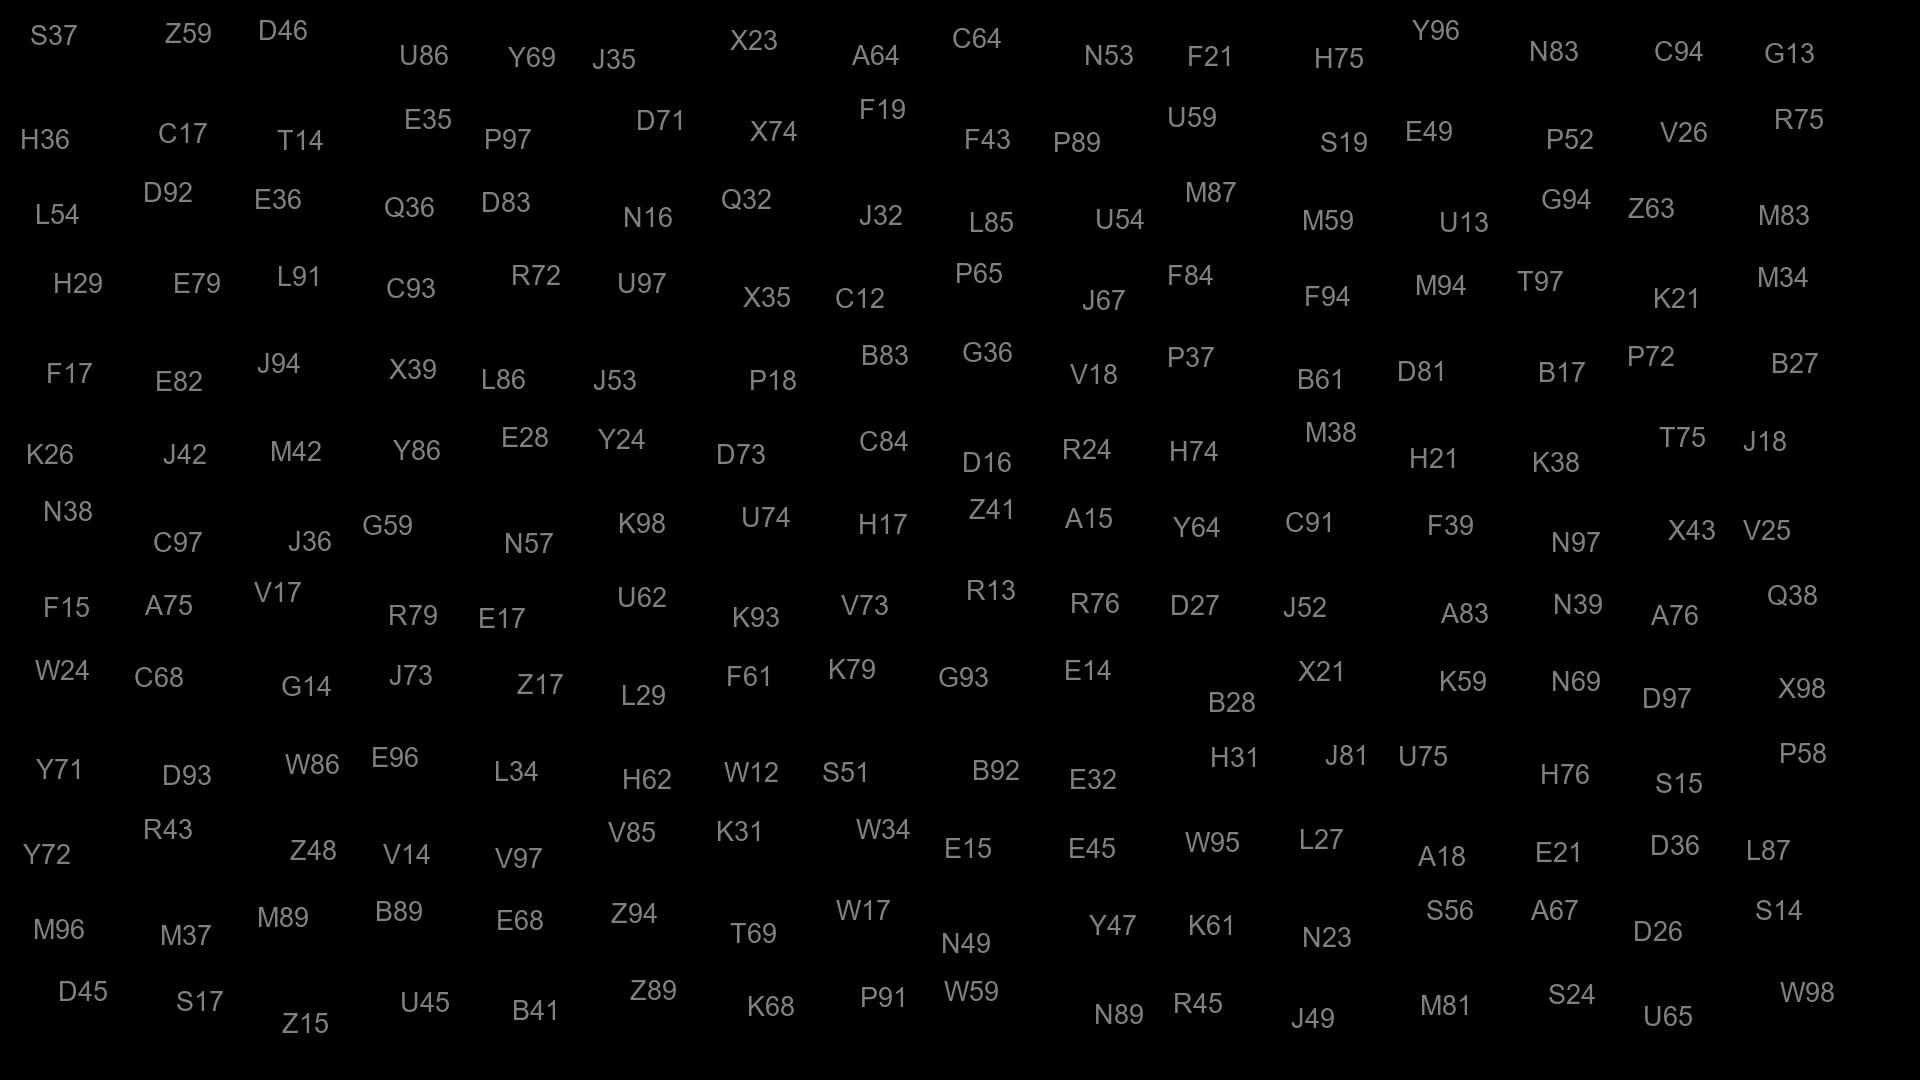 S37 Z59 D46 U86 Y69 J35 X23 A64 C64 N53 F21 H75 Y96 N83 C94 G13
H36 C17 T14 E35 P97 D71 X74 F19 F43 P89 U59 S19 E49 P52 V26 R75
L54 D92 E36 Q36 D83 N16 Q32 J32 L85 U54 M87 M59 U13 G94 Z63 M83
H29 E79 L91 C93 R72 U97 X35 C12 P65 J67 F84 F94 M94 T97 K21 M34
F17 E82 J94 X39 L86 J53 P18 B83 G36 V18 P37 B61 D81 B17 P72 B27
K26 J42 M42 Y86 E28 Y24 D73 C84 D16 R24 H74 M38 H21 K38 T75 J18
N38 C97 J36 G59 N57 K98 U74 H17 Z41 A15 Y64 C91 F39 N97 X43 V25
F15 A75 V17 R79 E17 U62 K93 V73 R13 R76 D27 J52 A83 N39 A76 Q38
W24 C68 G14 J73 Z17 L29 F61 K79 G93 E14 B28 X21 K59 N69 D97 X98
Y71 D93 W86 E96 L34 H62 W12 S51 B92 E32 H31 J81 U75 H76 S15 P58
Y72 R43 Z48 V14 V97 V85 K31 W34 E15 E45 W95 L27 A18 E21 D36 L87
M96 M37 M89 B89 E68 Z94 T69 W17 N49 Y47 K61 N23 S56 A67 D26 S14
D45 S17 Z15 U45 B41 Z89 K68 P91 W59 N89 R45 J49 M81 S24 U65 W98